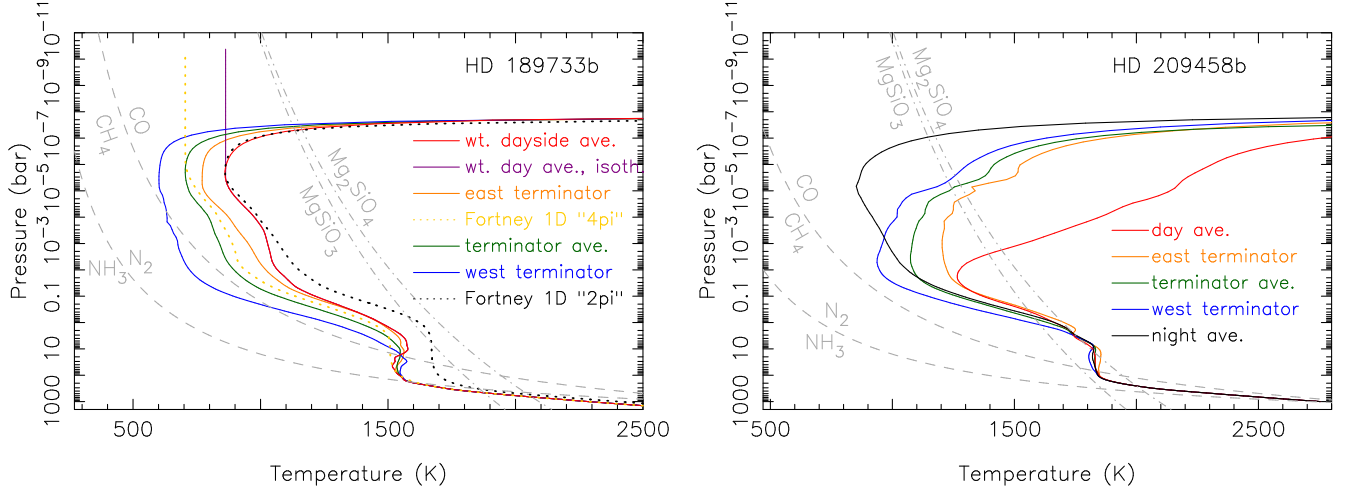 HD 189733b
CO
CH4
N2
NH3
Mg2SiO4
MgSiO3
wt. dayside ave.
wt. day ave., isoth
east terminator
Fortney 1D "4pi"
terminator ave.
west terminator
Fortney 1D "2pi"
Pressure (bar)
10^-11
10^-9
10^-7
10^-5
10^-3
0.1
10
1000
500
1500
2500
Temperature (K)
HD 209458b
Mg2SiO4
MgSiO3
CO
CH4
N2
NH3
day ave.
east terminator
terminator ave.
west terminator
night ave.
Pressure (bar)
10^-11
10^-9
10^-7
10^-5
10^-3
0.1
10
1000
500
1500
2500
Temperature (K)